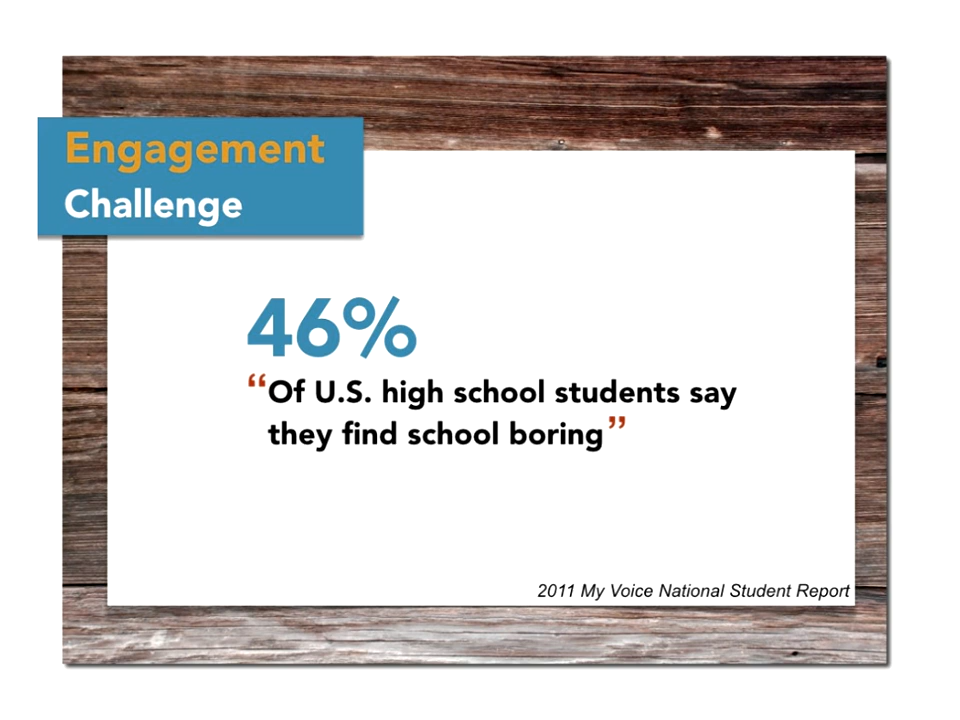 Engagement
Challenge
46%
“Of U.S. high school students say
they find school boring”
2011 My Voice National Student Report